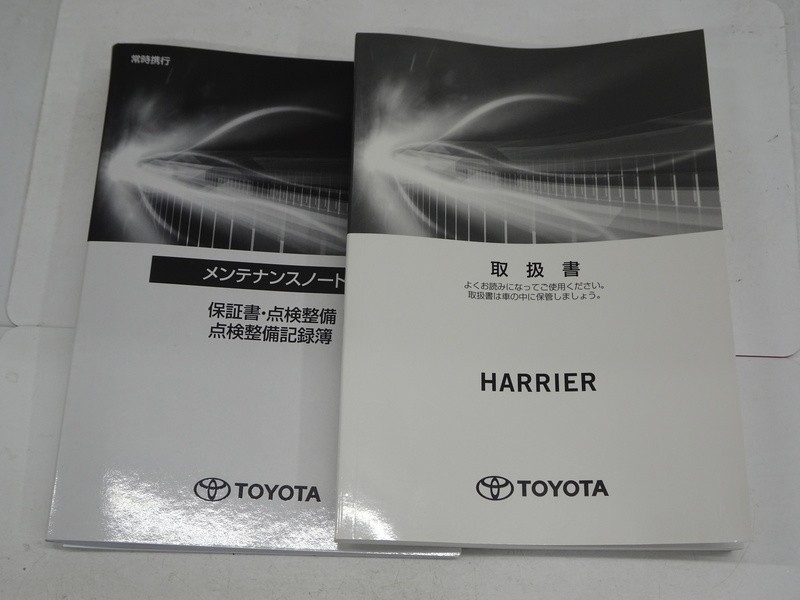 常時携行
メンテナンスノート
保証書・点検整備
点検整備記録簿
TOYOTA
取扱書
よくお読みになってご使用ください。
取扱書は車の中に保管しましょう。
HARRIER
TOYOTA